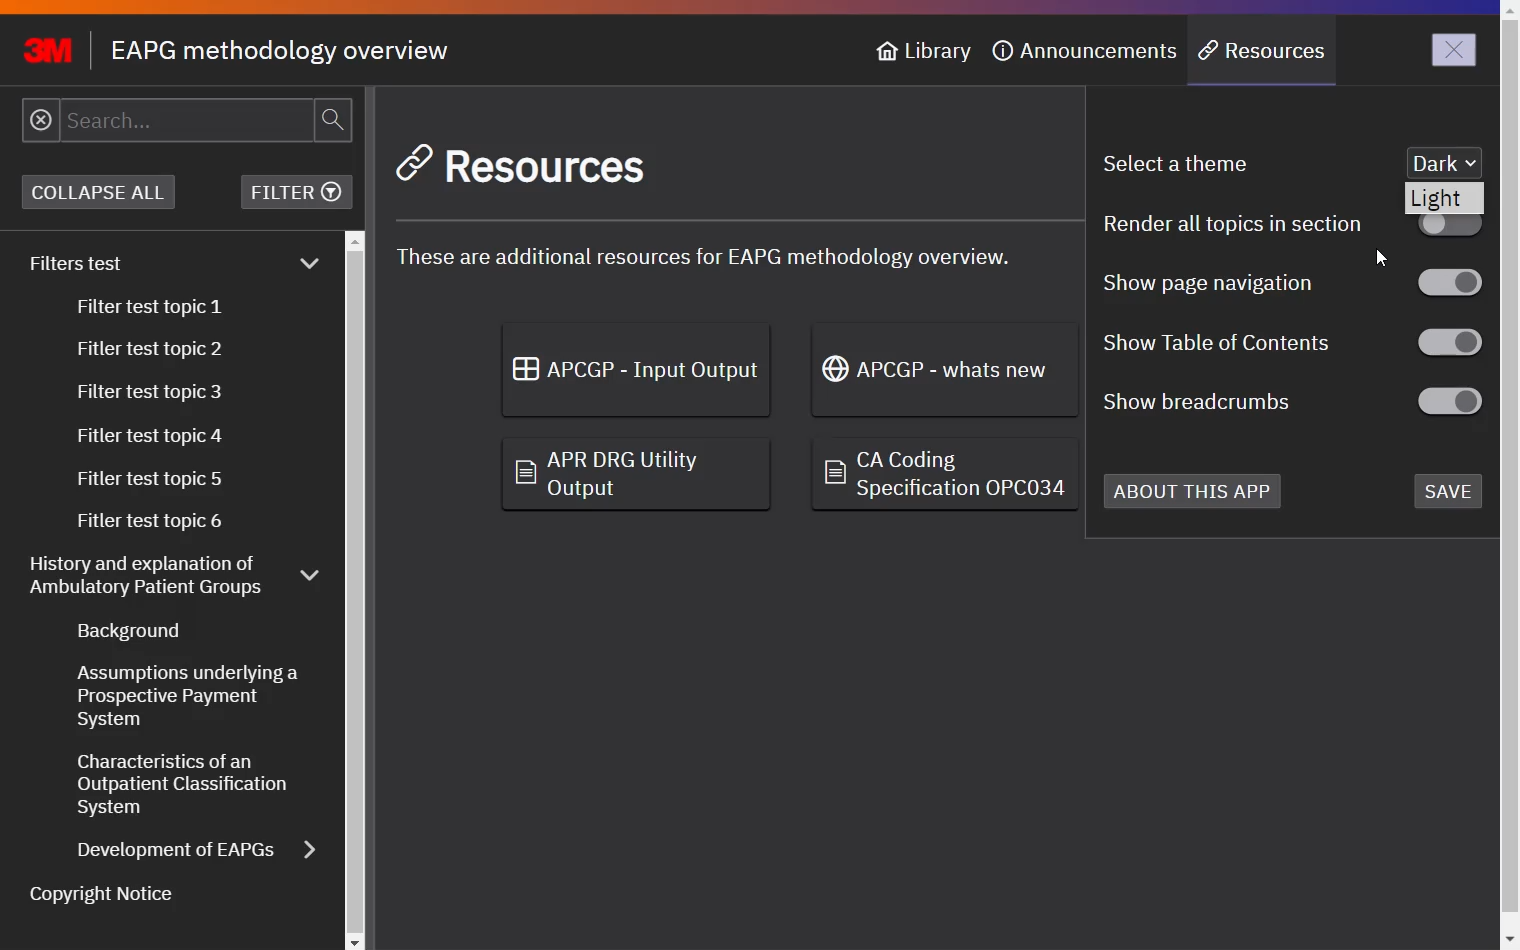 3M
EAPG methodology overview
Library
Announcements
Resources
Search...
COLLAPSE ALL
FILTER
Filters test
Filter test topic 1
Fitler test topic 2
Fitler test topic 3
Fitler test topic 4
Fitler test topic 5
Fitler test topic 6
History and explanation of
Ambulatory Patient Groups
Background
Assumptions underlying a
Prospective Payment
System
Characteristics of an
Outpatient Classification
System
Development of EAPGs
Copyright Notice
Resources
These are additional resources for EAPG methodology overview.
APCGP - Input Output
APCGP - whats new
APR DRG Utility
Output
CA Coding
Specification OPC034
Select a theme
Dark
Light
Render all topics in section
Show page navigation
Show Table of Contents
Show breadcrumbs
ABOUT THIS APP
SAVE